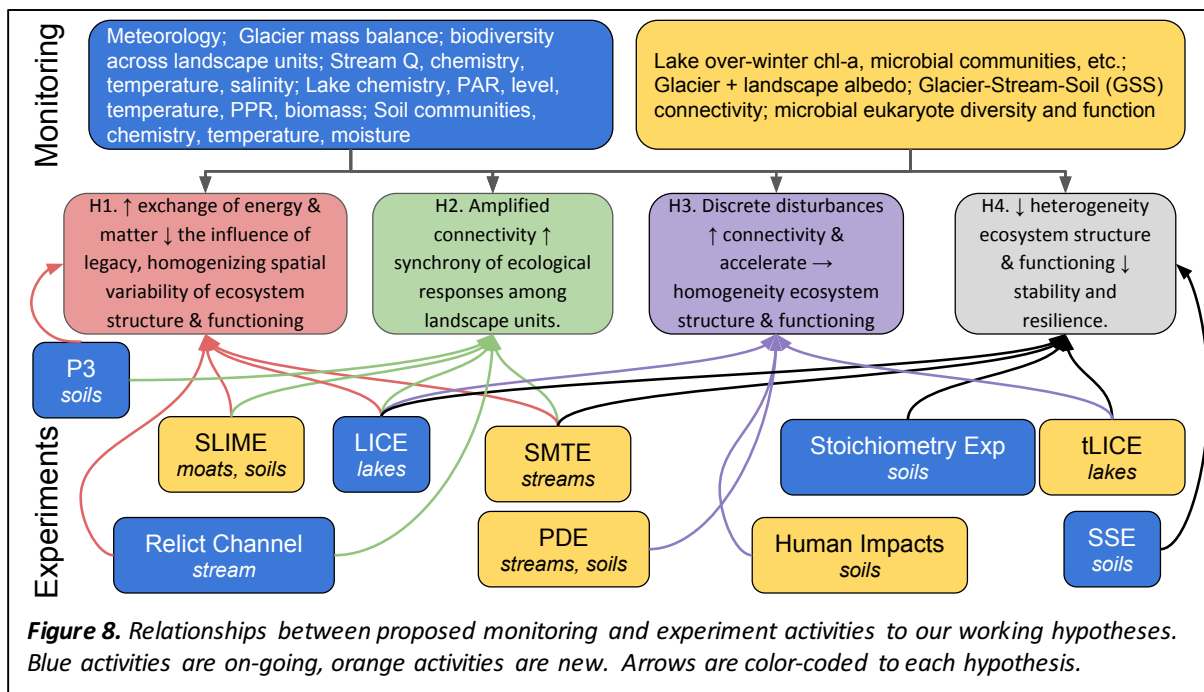 Monitoring
Meteorology;  Glacier mass balance; biodiversity
across landscape units; Stream Q, chemistry,
temperature, salinity; Lake chemistry, PAR, level,
temperature, PPR, biomass; Soil communities,
chemistry, temperature, moisture
Lake over-winter chl-a, microbial communities, etc.;
Glacier + landscape albedo; Glacier-Stream-Soil (GSS)
connectivity; microbial eukaryote diversity and function
H1. ↑ exchange of energy &
matter ↓ the influence of
legacy, homogenizing spatial
variability of ecosystem
structure & functioning
H2. Amplified
connectivity ↑
synchrony of ecological
responses among
landscape units.
H3. Discrete disturbances
↑ connectivity &
accelerate →
homogeneity ecosystem
structure & functioning
H4. ↓ heterogeneity
ecosystem structure
& functioning ↓
stability and
resilience.
Experiments
P3
soils
SLIME
moats, soils
LICE
lakes
SMTE
streams
Stoichiometry Exp
soils
tLICE
lakes
Relict Channel
stream
PDE
streams, soils
Human Impacts
soils
SSE
soils
Figure 8. Relationships between proposed monitoring and experiment activities to our working hypotheses.
Blue activities are on-going, orange activities are new.  Arrows are color-coded to each hypothesis.